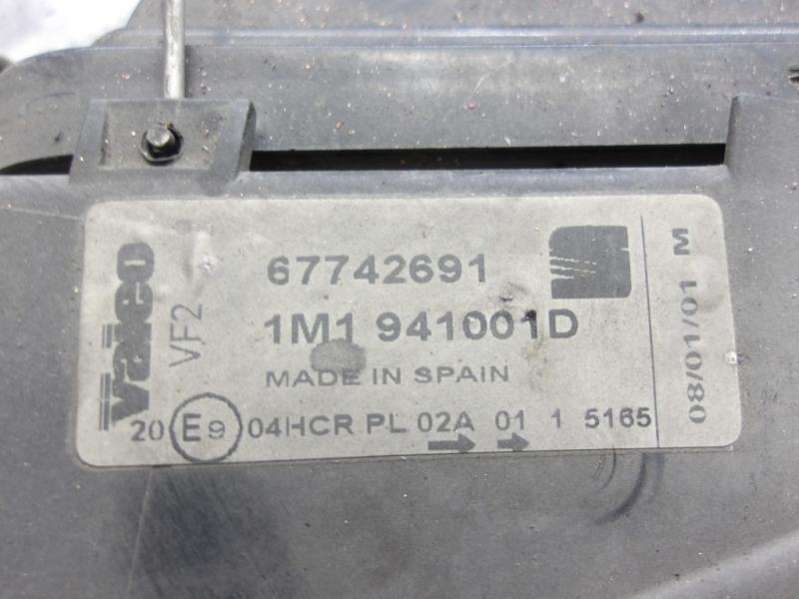 Valeo
VF2
67742691
1M1 941001D
MADE IN SPAIN
20 E9 04HCR PL 02A 01 1 5165
08/01/01 M